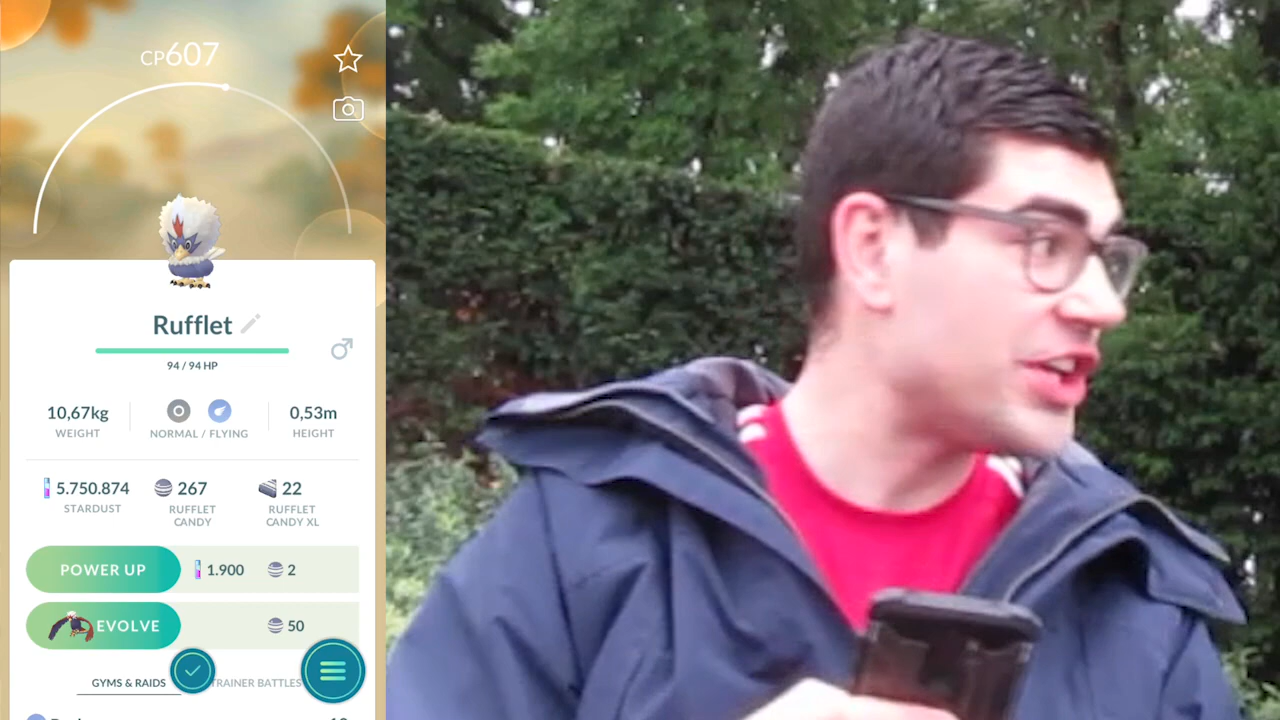 CP607
Rufflet
94 / 94 HP
10,67kg
WEIGHT
NORMAL / FLYING
0,53m
HEIGHT
5.750.874
STARDUST
267
RUFFLET
CANDY
22
RUFFLET
CANDY XL
POWER UP
1.900
2
EVOLVE
50
GYMS & RAIDS
TRAINER BATTLES